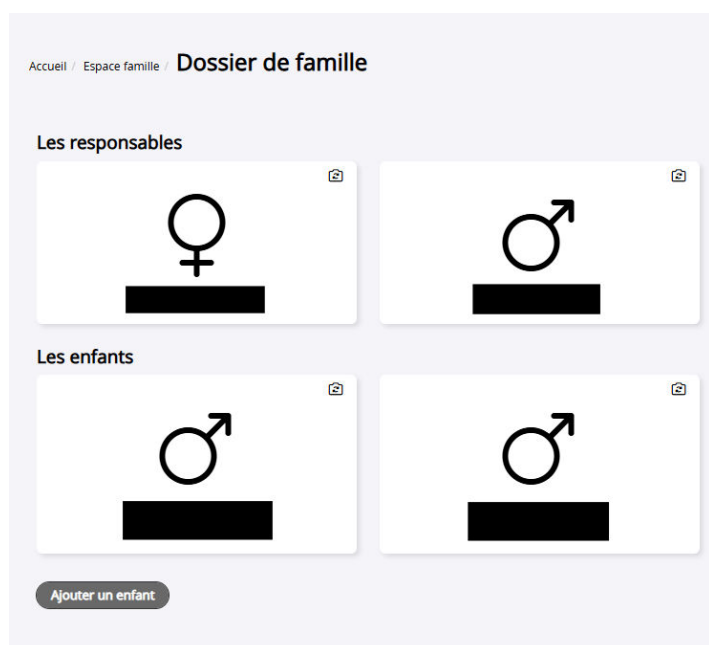 Accueil / Espace famille / Dossier de famille
Les responsables
Les enfants
Ajouter un enfant